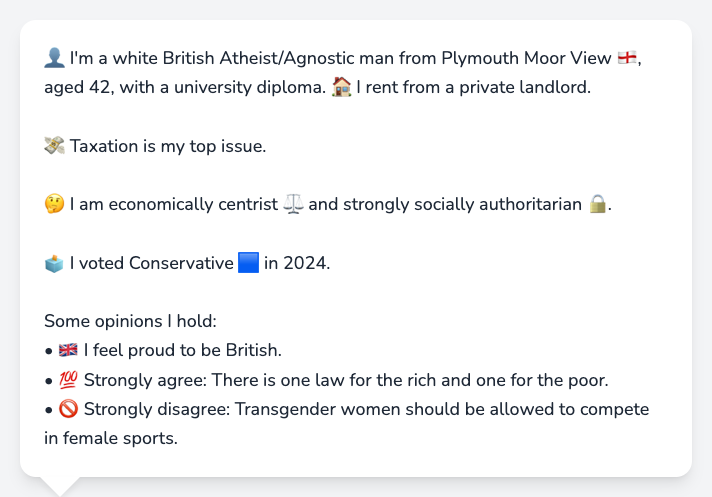 👤 I'm a white British Atheist/Agnostic man from Plymouth Moor View 🏴󠁧󠁢󠁥󠁮󠁧󠁿,
aged 42, with a university diploma. 🏠 I rent from a private landlord.
💸 Taxation is my top issue.
🤔 I am economically centrist ⚖️ and strongly socially authoritarian 🔒.
🗳️ I voted Conservative 🟦 in 2024.
Some opinions I hold:
• 🇬🇧 I feel proud to be British.
• 💯 Strongly agree: There is one law for the rich and one for the poor.
• 🚫 Strongly disagree: Transgender women should be allowed to compete
in female sports.